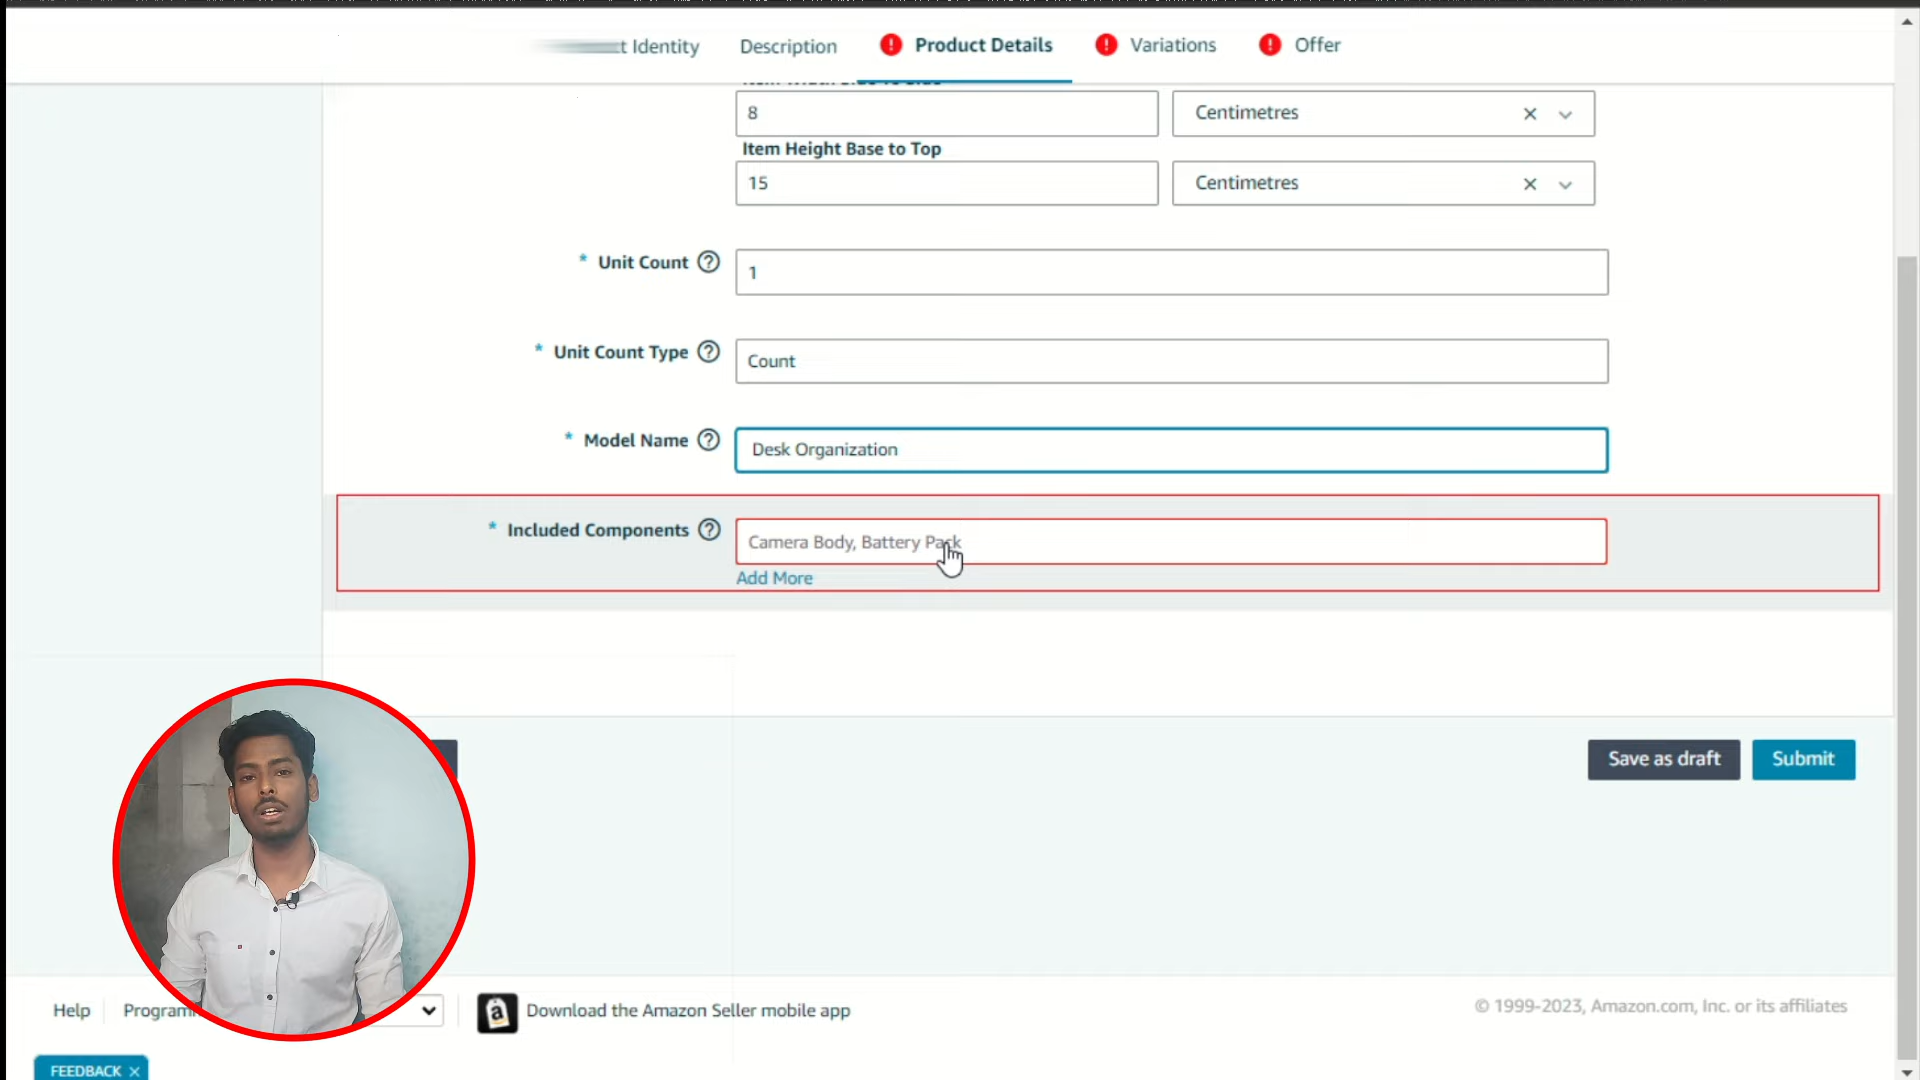 t Identity
Description
Product Details
Variations
Offer
8
Centimetres
Item Height Base to Top
15
Centimetres
* Unit Count
1
* Unit Count Type
Count
* Model Name
Desk Organization
* Included Components
Camera Body, Battery Pack
Add More
Save as draft
Submit
Help
Download the Amazon Seller mobile app
© 1999-2023, Amazon.com, Inc. or its affiliates
FEEDBACK ×